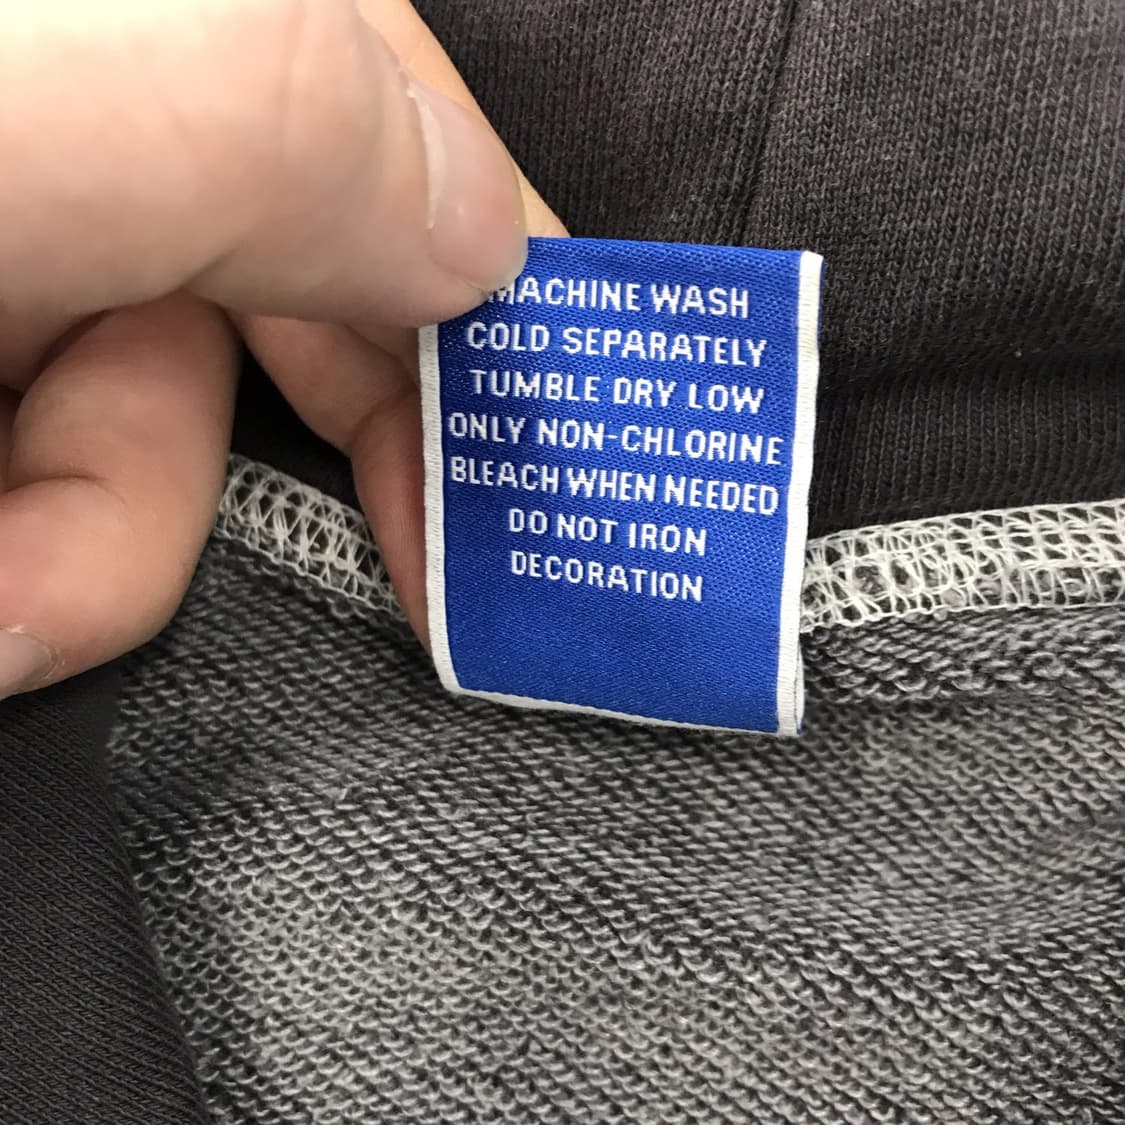 MACHINE WASH
COLD SEPARATELY
TUMBLE DRY LOW
ONLY NON-CHLORINE
BLEACH WHEN NEEDED
DO NOT IRON
DECORATION